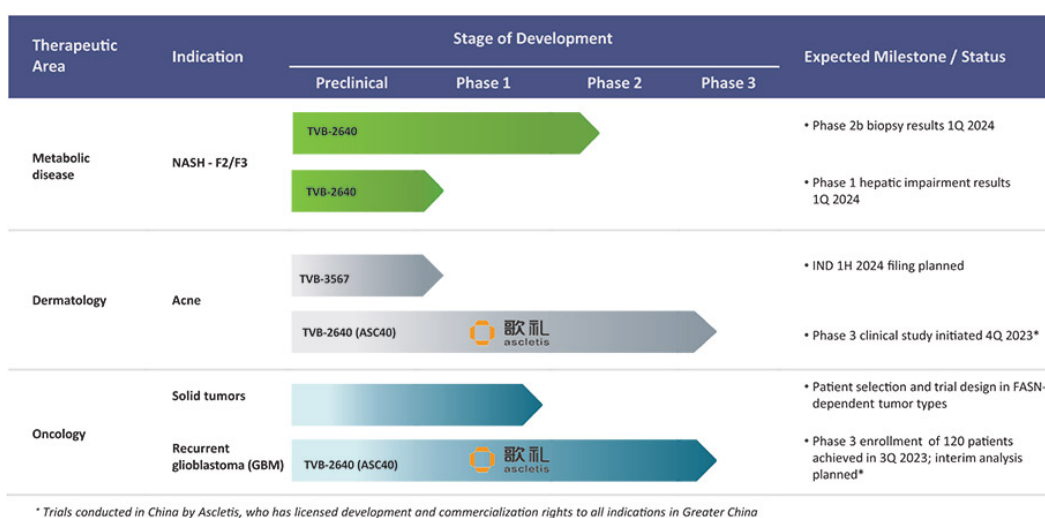 Therapeutic Area
Indication
Stage of Development
Expected Milestone / Status
Preclinical
Phase 1
Phase 2
Phase 3
Metabolic disease
NASH - F2/F3
TVB-2640
• Phase 2b biopsy results 1Q 2024
TVB-2640
• Phase 1 hepatic impairment results
1Q 2024
Dermatology
Acne
TVB-3567
• IND 1H 2024 filing planned
TVB-2640 (ASC40)
歌礼
ascletis
• Phase 3 clinical study initiated 4Q 2023*
Oncology
Solid tumors
• Patient selection and trial design in FASN-
dependent tumor types
Recurrent
glioblastoma (GBM)
TVB-2640 (ASC40)
歌礼
ascletis
• Phase 3 enrollment of 120 patients
achieved in 3Q 2023; interim analysis
planned*
* Trials conducted in China by Ascletis, who has licensed development and commercialization rights to all indications in Greater China